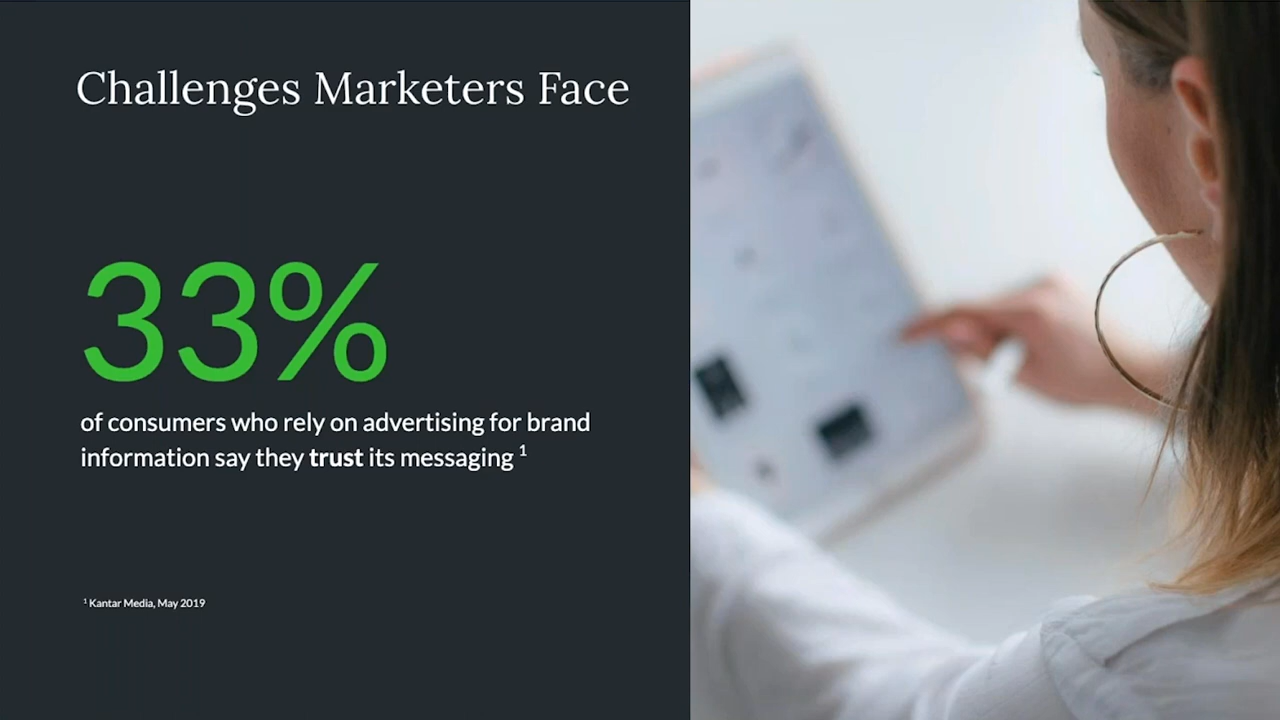 Challenges Marketers Face
33%
of consumers who rely on advertising for brand
information say they trust its messaging ¹
¹ Kantar Media, May 2019